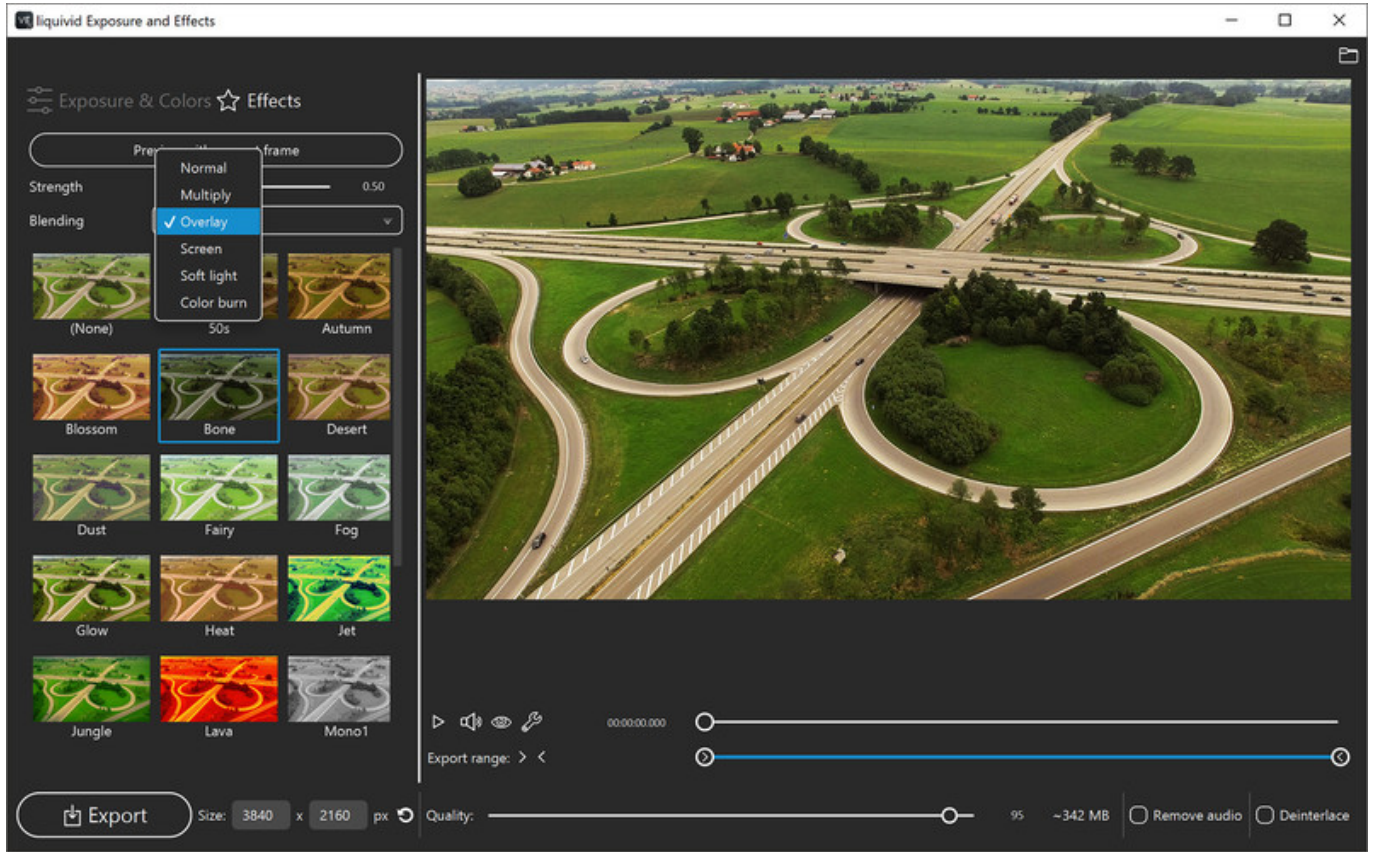 VE liquivid Exposure and Effects
Exposure & Colors Effects
frame
Normal
Strength
0.50
Multiply
Blending
Overlay
Screen
Soft light
Color burn
(None) 50s Autumn
Blossom Bone Desert
Dust Fairy Fog
Glow Heat Jet
Jungle Lava Mono1
00:00:00.000
Export range:
Export Size: 3840 x 2160 px
Quality: 95 ~342 MB Remove audio Deinterlace